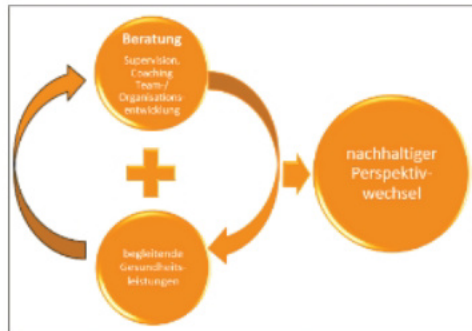 Beratung
Supervision,
Coaching
Team-/
Organisations-
entwicklung
nachhaltiger
Perspektiv-
wechsel
begleitende
Gesundheits-
leistungen